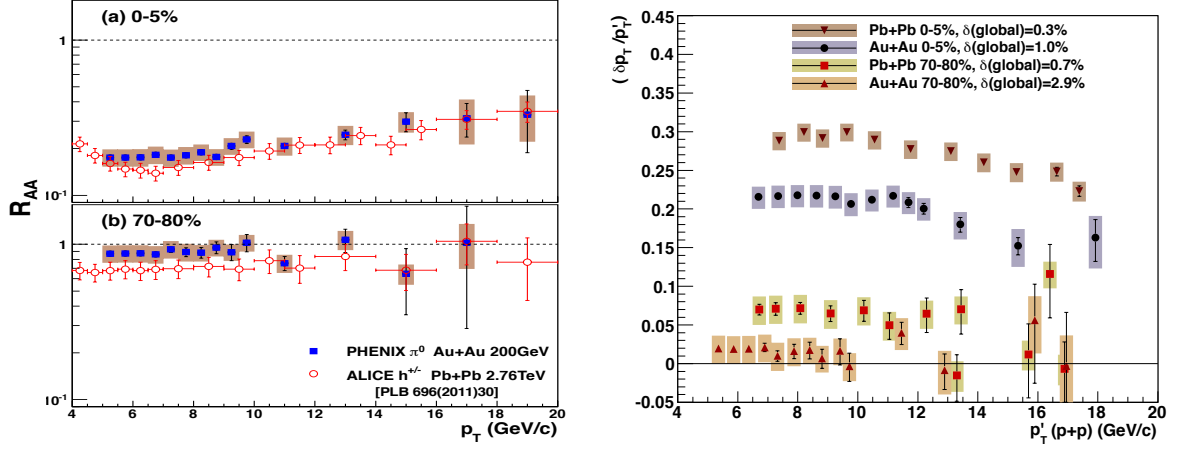 (a) 0-5%
1
10⁻¹
R_AA
(b) 70-80%
1
PHENIX π⁰ Au+Au 200GeV
ALICE h⁺/⁻ Pb+Pb 2.76TeV
[PLB 696(2011)30]
10⁻¹
4 6 8 10 12 14 16 18 20
p_T (GeV/c)
⟨ δp_T /p'_T⟩
0.45
0.4
0.35
0.3
0.25
0.2
0.15
0.1
0.05
0
-0.05
Pb+Pb 0-5%, δ(global)=0.3%
Au+Au 0-5%, δ(global)=1.0%
Pb+Pb 70-80%, δ(global)=0.7%
Au+Au 70-80%, δ(global)=2.9%
4 6 8 10 12 14 16 18 20
p'_T (p+p) (GeV/c)